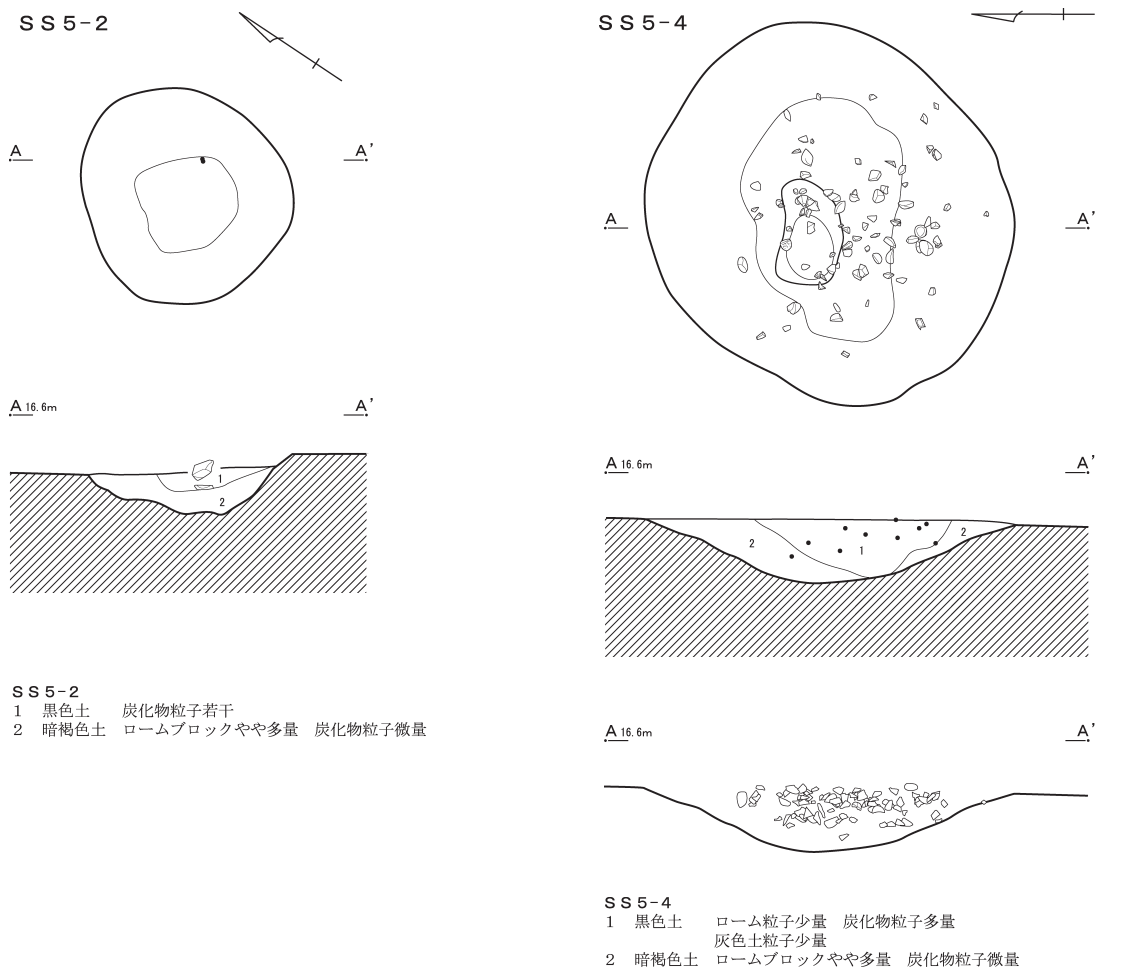 SS5-2
A A'
A 16.6m A'
1
2
SS5-2
1 黒色土 炭化物粒子若干
2 暗褐色土 ロームブロックやや多量 炭化物粒子微量
SS5-4
A A'
A 16.6m A'
2 1 2
A 16.6m A'
SS5-4
1 黒色土 ローム粒子少量 炭化物粒子多量
灰色土粒子少量
2 暗褐色土 ロームブロックやや多量 炭化物粒子微量